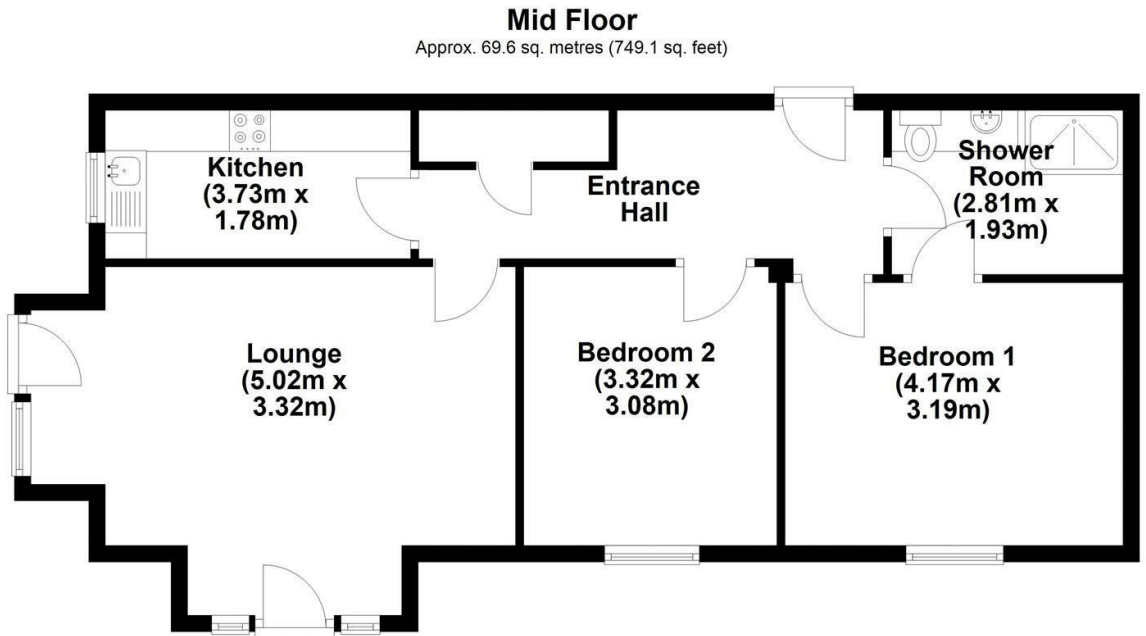 Mid Floor
Approx. 69.6 sq. metres (749.1 sq. feet)
Kitchen
(3.73m x
1.78m)
Entrance
Hall
Shower
Room
(2.81m x
1.93m)
Lounge
(5.02m x
3.32m)
Bedroom 2
(3.32m x
3.08m)
Bedroom 1
(4.17m x
3.19m)